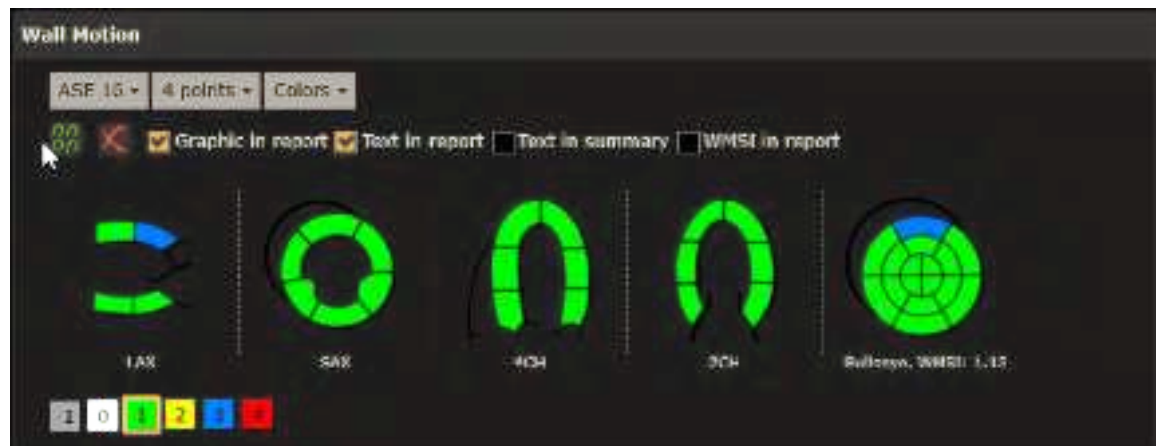 Wall Motion
ASE 16 4 points Colors
Graphic in report Text in report Text in summary WMSI in report
LAX SAX 4CH 2CH Bullseye, WMSI: 1.13
-1 0 1 2 3 4